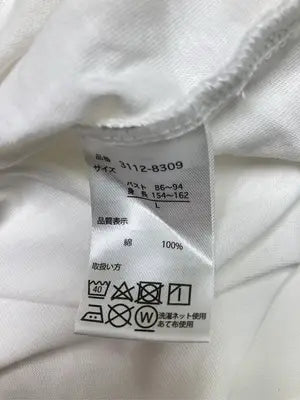 品番 3112-8309
サイズ
バスト 86~94
身長 154~162
L
品質表示
綿 100%
取扱い方
40
W
洗濯ネット使用
あて布使用